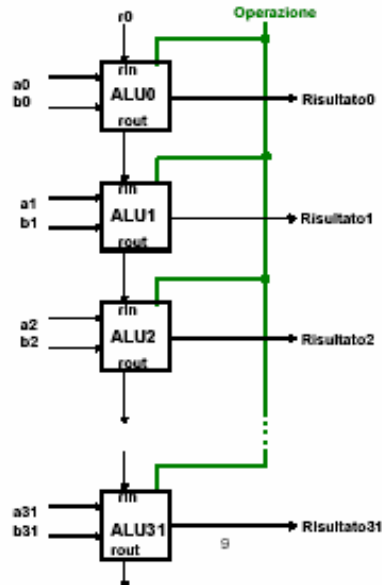 Operazione
r0
rin
a0
b0
ALU0
Risultato0
rout
rin
a1
b1
ALU1
Risultato1
rout
rin
a2
b2
ALU2
Risultato2
rout
rin
a31
b31
ALU31
Risultato31
rout
9